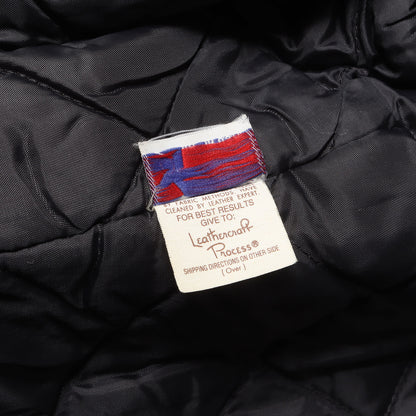 FABRIC METHODS. HAVE
CLEANED BY LEATHER EXPERT.
FOR BEST RESULTS
GIVE TO:
Leathercraft
Process®
SHIPPING DIRECTIONS ON OTHER SIDE
(Over)